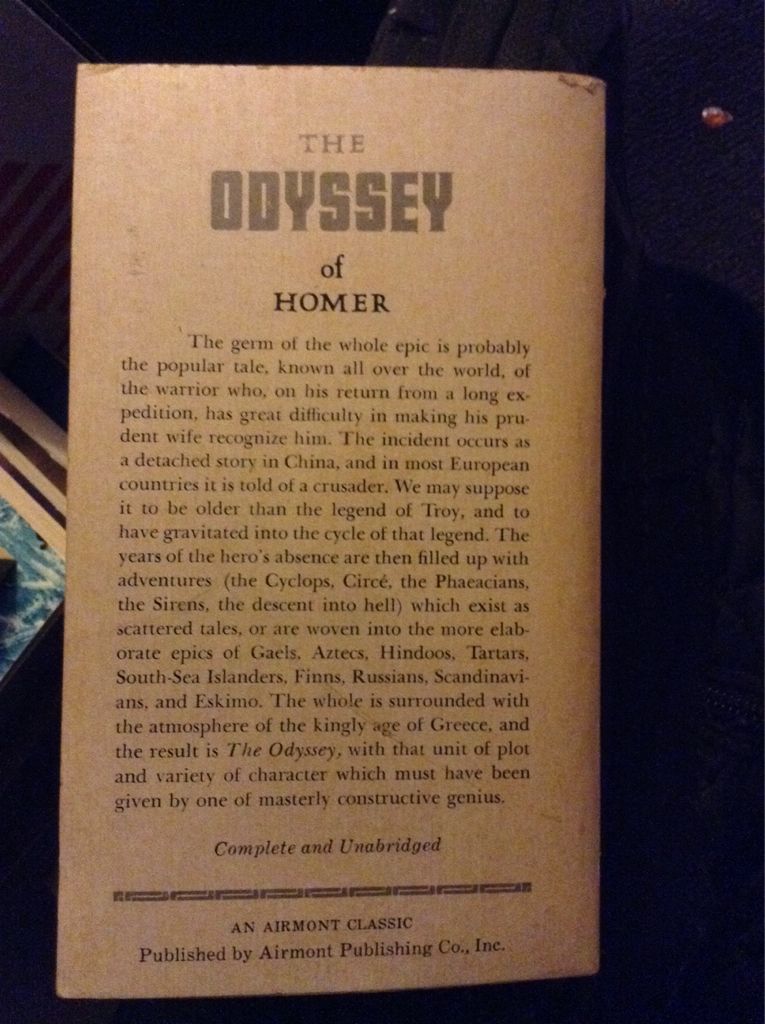 THE
ODYSSEY
of
HOMER
The germ of the whole epic is probably
the popular tale, known all over the world, of
the warrior who, on his return from a long ex-
pedition, has great difficulty in making his pru-
dent wife recognize him. The incident occurs as
a detached story in China, and in most European
countries it is told of a crusader. We may suppose
it to be older than the legend of Troy, and to
have gravitated into the cycle of that legend. The
years of the hero's absence are then filled up with
adventures (the Cyclops, Circé, the Phaeacians,
the Sirens, the descent into hell) which exist as
scattered tales, or are woven into the more elab-
orate epics of Gaels, Aztecs, Hindoos, Tartars,
South-Sea Islanders, Finns, Russians, Scandinavi-
ans, and Eskimo. The whole is surrounded with
the atmosphere of the kingly age of Greece, and
the result is The Odyssey, with that unit of plot
and variety of character which must have been
given by one of masterly constructive genius.
Complete and Unabridged
AN AIRMONT CLASSIC
Published by Airmont Publishing Co., Inc.